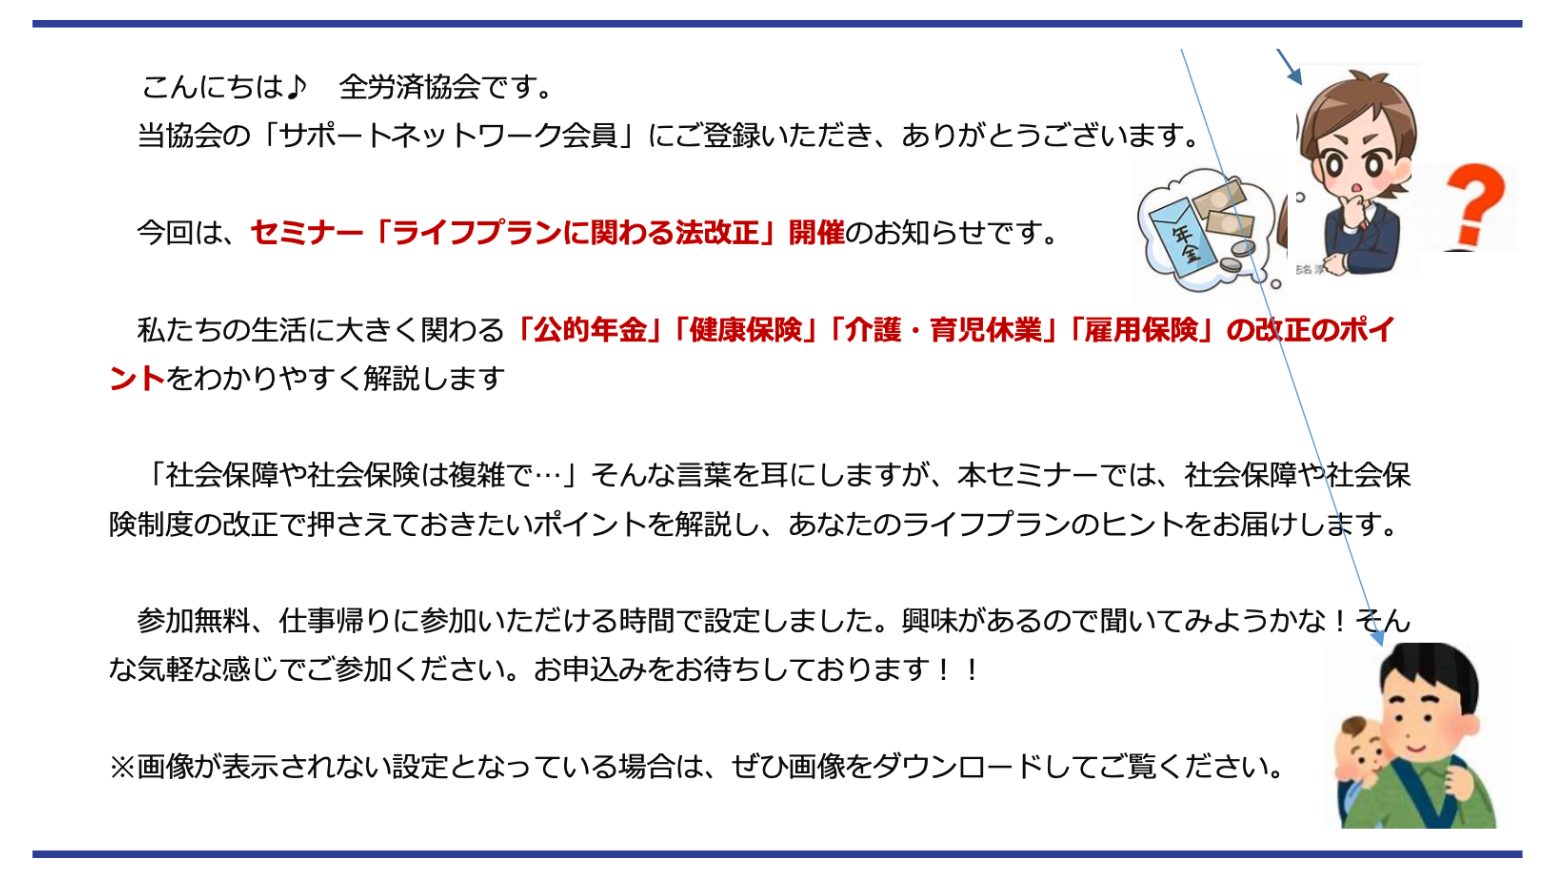 こんにちは♪　全労済協会です。
当協会の「サポートネットワーク会員」にご登録いただき、ありがとうございます。
今回は、セミナー「ライフプランに関わる法改正」開催のお知らせです。
年金
?
私たちの生活に大きく関わる「公的年金」「健康保険」「介護・育児休業」「雇用保険」の改正のポイ
ントをわかりやすく解説します
「社会保障や社会保険は複雑で…」そんな言葉を耳にしますが、本セミナーでは、社会保障や社会保
険制度の改正で押さえておきたいポイントを解説し、あなたのライフプランのヒントをお届けします。
参加無料、仕事帰りに参加いただける時間で設定しました。興味があるので聞いてみようかな！そん
な気軽な感じでご参加ください。お申込みをお待ちしております！！
※画像が表示されない設定となっている場合は、ぜひ画像をダウンロードしてご覧ください。